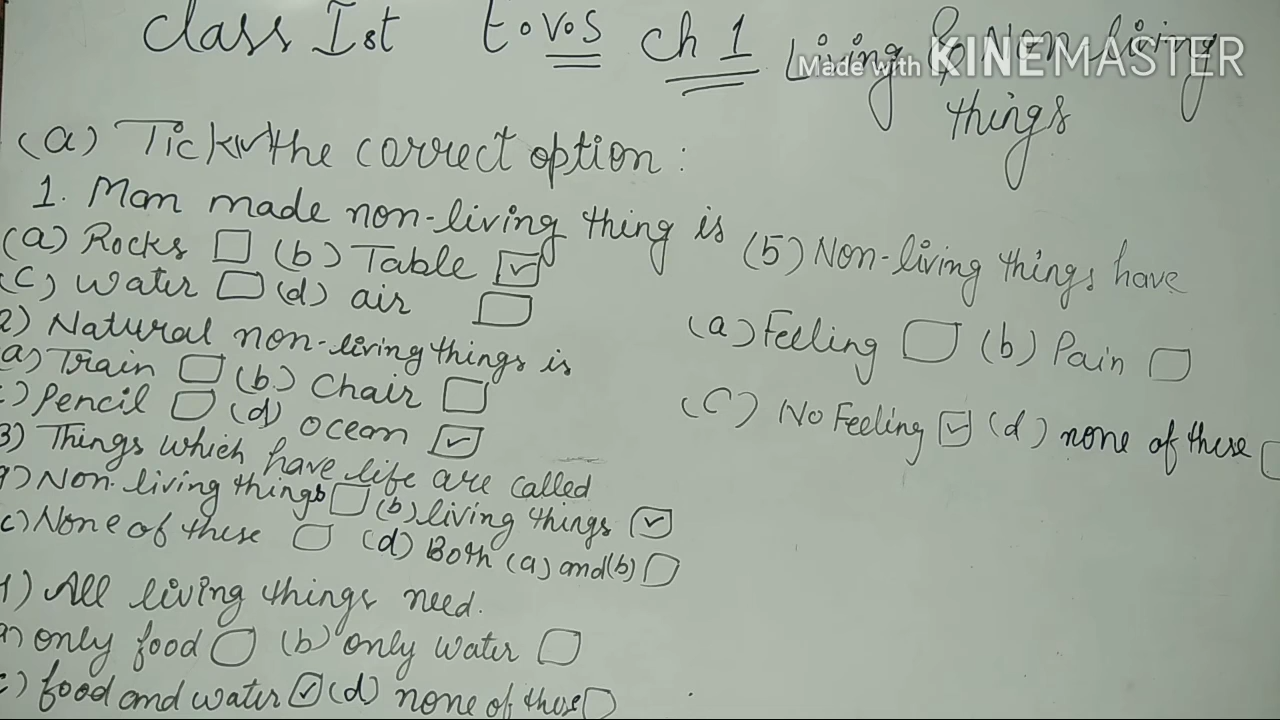 Class Ist E.V.S Ch 1 Living & Non-living
things
Made with KINEMASTER
(a) Tick(✓) the correct option :
1. Man made non-living thing is
(a) Rocks ☐ (b) Table ☑
(C) Water ☐ (d) air ☐
2) Natural non-living things is
a) Train ☐ (b) Chair ☐
c) Pencil ☐ (d) ocean ☑
3) Things which have life are called
a) Non-living things ☐ (b) living things ☑
c) None of these ☐ (d) Both (a) and (b) ☐
4) All living things need.
a) only food ☐ (b) only water ☐
c) food and water ☑ (d) none of these ☐
(5) Non-living things have
(a) Feeling ☐ (b) Pain ☐
(C) No Feeling ☑ (d) none of these ☐